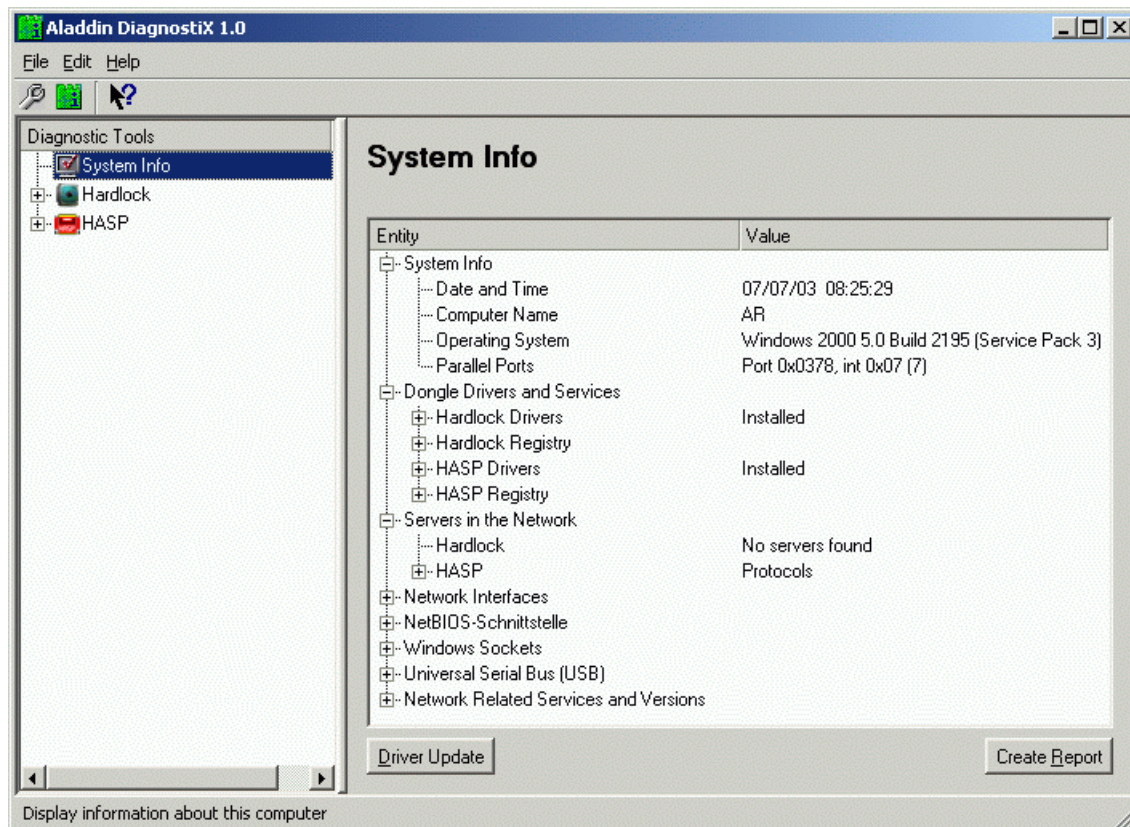 Aladdin DiagnostiX 1.0
File Edit Help
Diagnostic Tools
System Info
Hardlock
HASP
System Info
Entity Value
System Info
Date and Time 07/07/03 08:25:29
Computer Name AR
Operating System Windows 2000 5.0 Build 2195 (Service Pack 3)
Parallel Ports Port 0x0378, int 0x07 (7)
Dongle Drivers and Services
Hardlock Drivers Installed
Hardlock Registry
HASP Drivers Installed
HASP Registry
Servers in the Network
Hardlock No servers found
HASP Protocols
Network Interfaces
NetBIOS-Schnittstelle
Windows Sockets
Universal Serial Bus (USB)
Network Related Services and Versions
Driver Update Create Report
Display information about this computer